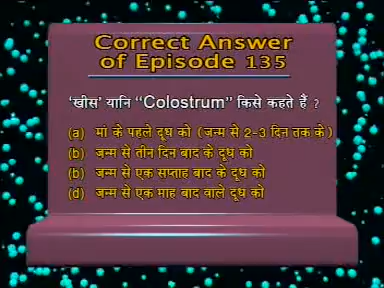 Correct Answer
of Episode 135
‘खीस’ यानि “Colostrum” किसे कहते हैं ?
(a) मां के पहले दूध को (जन्म से 2-3 दिन तक के)
(b) जन्म से तीन दिन बाद के दूध को
(b) जन्म से एक सप्ताह बाद के दूध को
(d) जन्म से एक माह बाद वाले दूध को